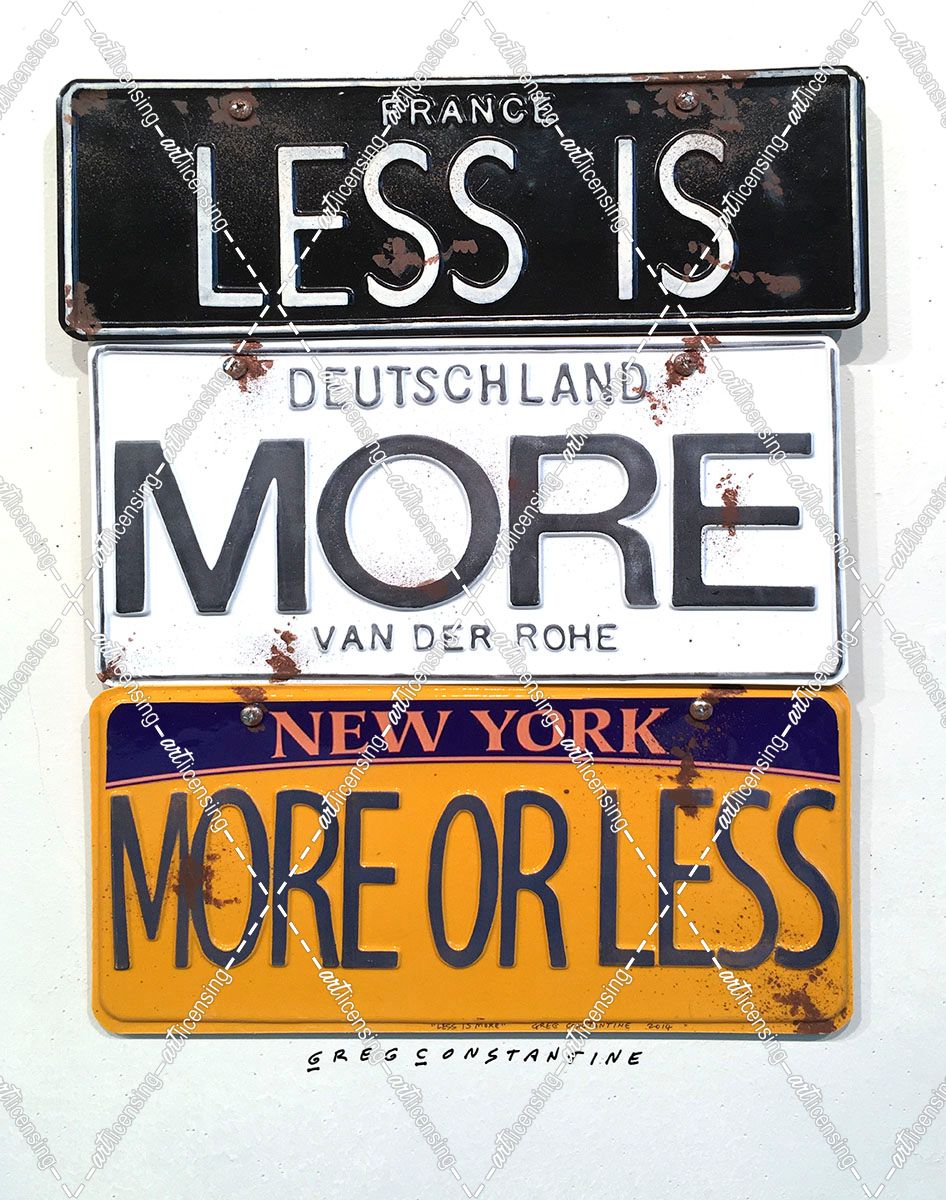 FRANCE
LESS IS
DEUTSCHLAND
MORE
VAN DER ROHE
NEW YORK
MORE OR LESS
"LESS IS MORE" GREG CONSTANTINE 2014
GREG CONSTANTINE
artlicensing